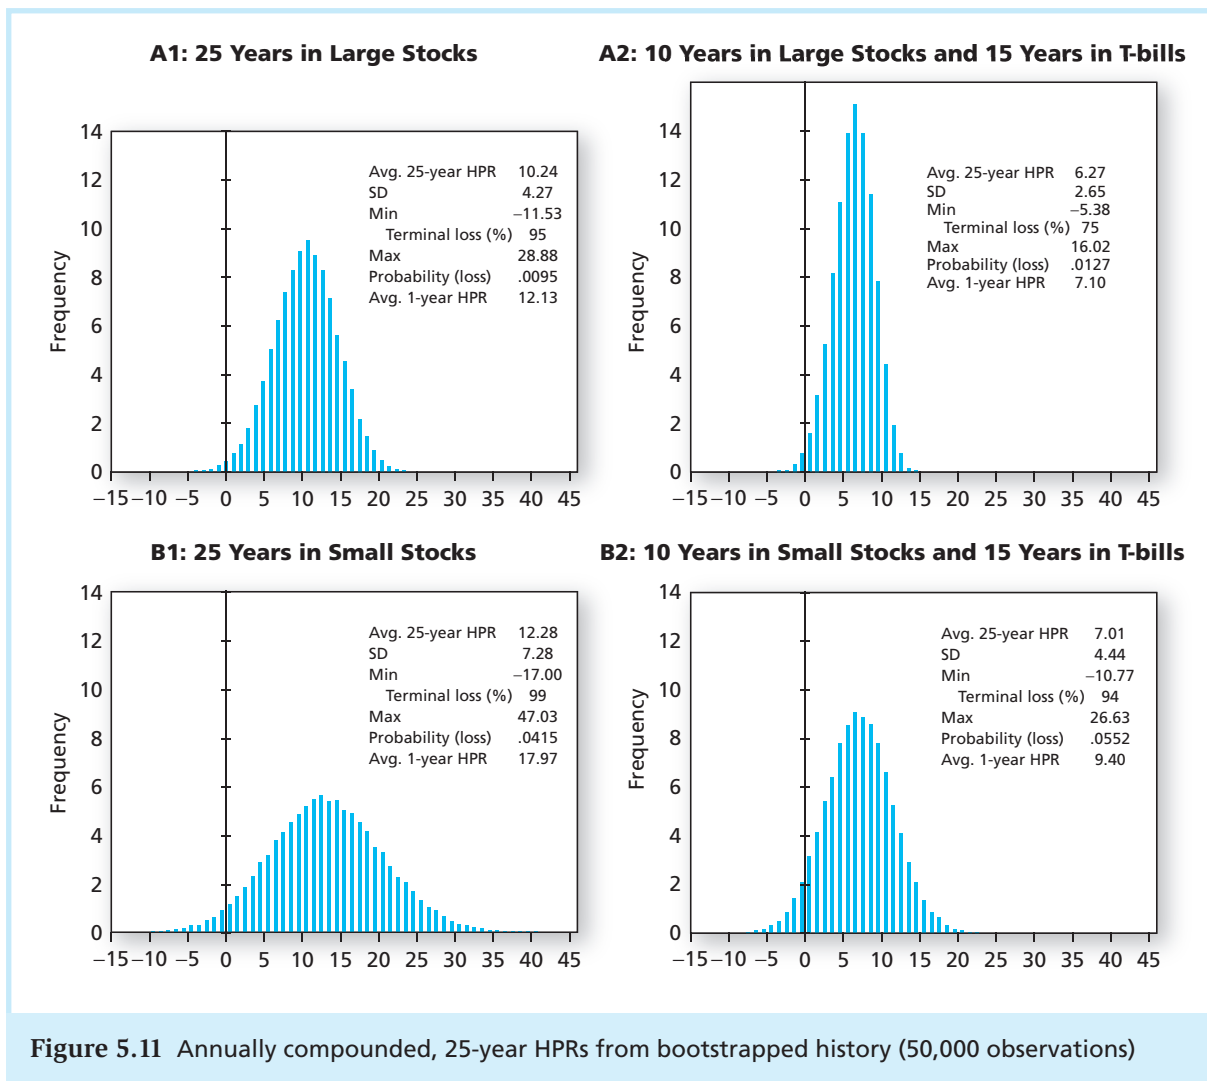 A1: 25 Years in Large Stocks
Frequency
14
12
10
8
6
4
2
0
Avg. 25-year HPR 10.24
SD 4.27
Min −11.53
Terminal loss (%) 95
Max 28.88
Probability (loss) .0095
Avg. 1-year HPR 12.13
−15 −10 −5 0 5 10 15 20 25 30 35 40 45
A2: 10 Years in Large Stocks and 15 Years in T-bills
Frequency
14
12
10
8
6
4
2
0
Avg. 25-year HPR 6.27
SD 2.65
Min −5.38
Terminal loss (%) 75
Max 16.02
Probability (loss) .0127
Avg. 1-year HPR 7.10
−15 −10 −5 0 5 10 15 20 25 30 35 40 45
B1: 25 Years in Small Stocks
Frequency
14
12
10
8
6
4
2
0
Avg. 25-year HPR 12.28
SD 7.28
Min −17.00
Terminal loss (%) 99
Max 47.03
Probability (loss) .0415
Avg. 1-year HPR 17.97
−15 −10 −5 0 5 10 15 20 25 30 35 40 45
B2: 10 Years in Small Stocks and 15 Years in T-bills
Frequency
14
12
10
8
6
4
2
0
Avg. 25-year HPR 7.01
SD 4.44
Min −10.77
Terminal loss (%) 94
Max 26.63
Probability (loss) .0552
Avg. 1-year HPR 9.40
−15 −10 −5 0 5 10 15 20 25 30 35 40 45
Figure 5.11 Annually compounded, 25-year HPRs from bootstrapped history (50,000 observations)